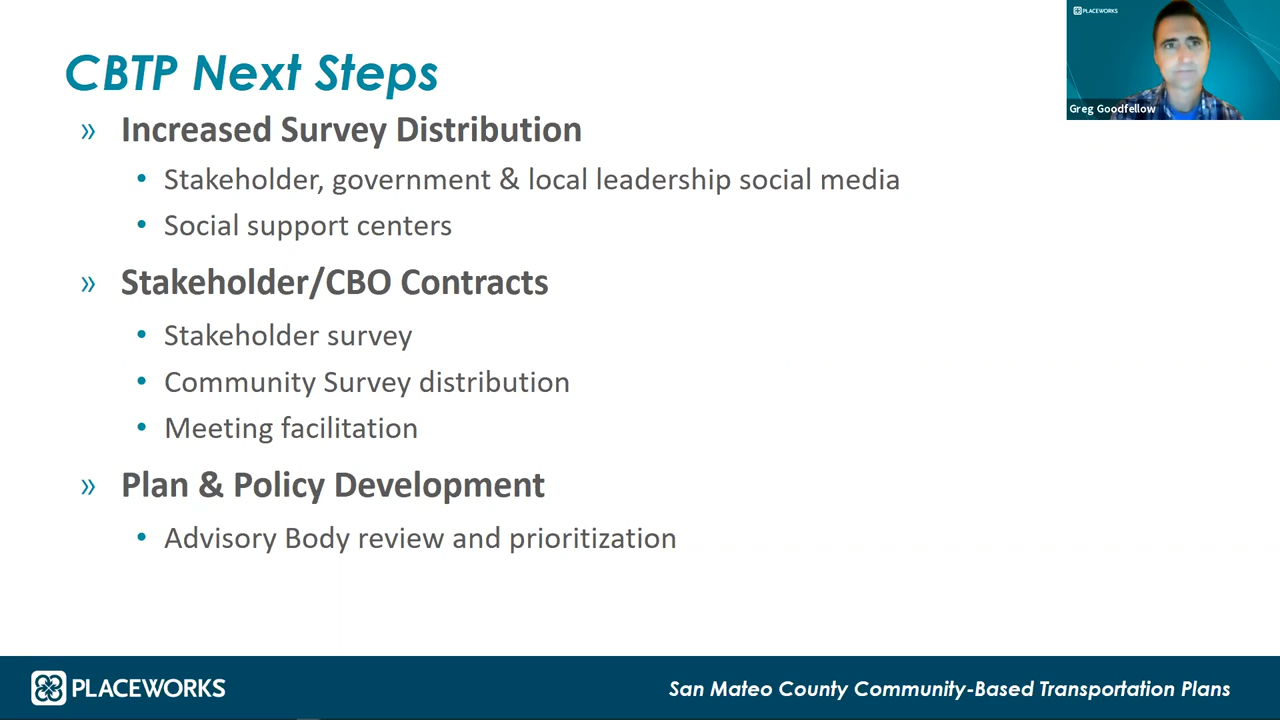 CBTP Next Steps
PLACEWORKS
Greg Goodfellow
» Increased Survey Distribution
• Stakeholder, government & local leadership social media
• Social support centers
» Stakeholder/CBO Contracts
• Stakeholder survey
• Community Survey distribution
• Meeting facilitation
» Plan & Policy Development
• Advisory Body review and prioritization
PLACEWORKS
San Mateo County Community-Based Transportation Plans